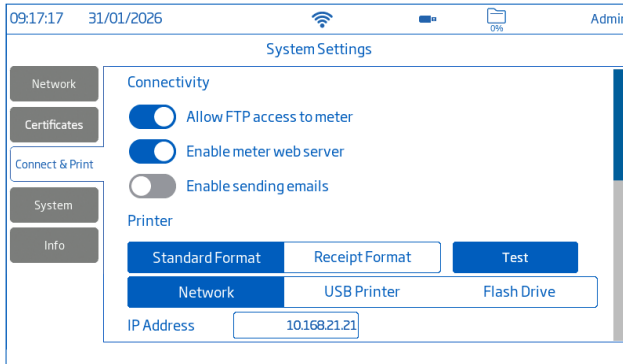 09:17:17 31/01/2026 0% Admin
System Settings
Network
Certificates
Connect & Print
System
Info
Connectivity
Allow FTP access to meter
Enable meter web server
Enable sending emails
Printer
Standard Format Receipt Format Test
Network USB Printer Flash Drive
IP Address 10.168.21.21